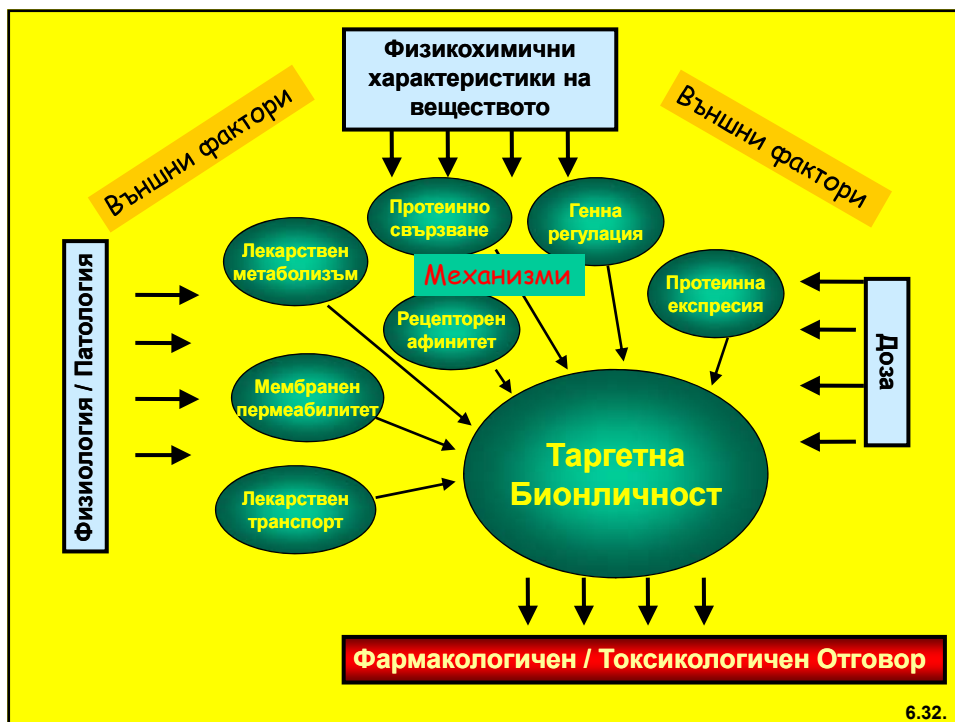 Физикохимични
характеристики на
веществото
Външни фактори
Външни фактори
Протеинно
свързване
Генна
регулация
Лекарствен
метаболизъм
Механизми
Протеинна
експресия
Рецепторен
афинитет
Физиология / Патология
Доза
Мембранен
пермеабилитет
Таргетна
Бионличност
Лекарствен
транспорт
Фармакологичен / Токсикологичен Отговор
6.32.